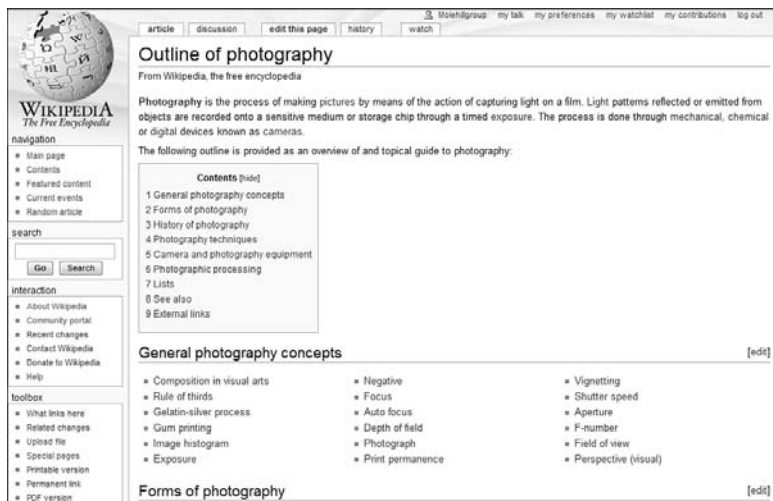 Molehillgroup my talk my preferences my watchlist my contributions log out
article discussion edit this page history watch
Outline of photography
From Wikipedia, the free encyclopedia
Photography is the process of making pictures by means of the action of capturing light on a film. Light patterns reflected or emitted from
objects are recorded onto a sensitive medium or storage chip through a timed exposure. The process is done through mechanical, chemical
or digital devices known as cameras.
The following outline is provided as an overview of and topical guide to photography:
Contents [hide]
1 General photography concepts
2 Forms of photography
3 History of photography
4 Photography techniques
5 Camera and photography equipment
6 Photographic processing
7 Lists
8 See also
9 External links
General photography concepts [edit]
Composition in visual arts
Rule of thirds
Gelatin-silver process
Gum printing
Image histogram
Exposure
Negative
Focus
Auto focus
Depth of field
Photograph
Print permanence
Vignetting
Shutter speed
Aperture
F-number
Field of view
Perspective (visual)
Forms of photography [edit]
WIKIPEDIA
The Free Encyclopedia
navigation
Main page
Contents
Featured content
Current events
Random article
search
Go Search
interaction
About Wikipedia
Community portal
Recent changes
Contact Wikipedia
Donate to Wikipedia
Help
toolbox
What links here
Related changes
Upload file
Special pages
Printable version
Permanent link
PDF version